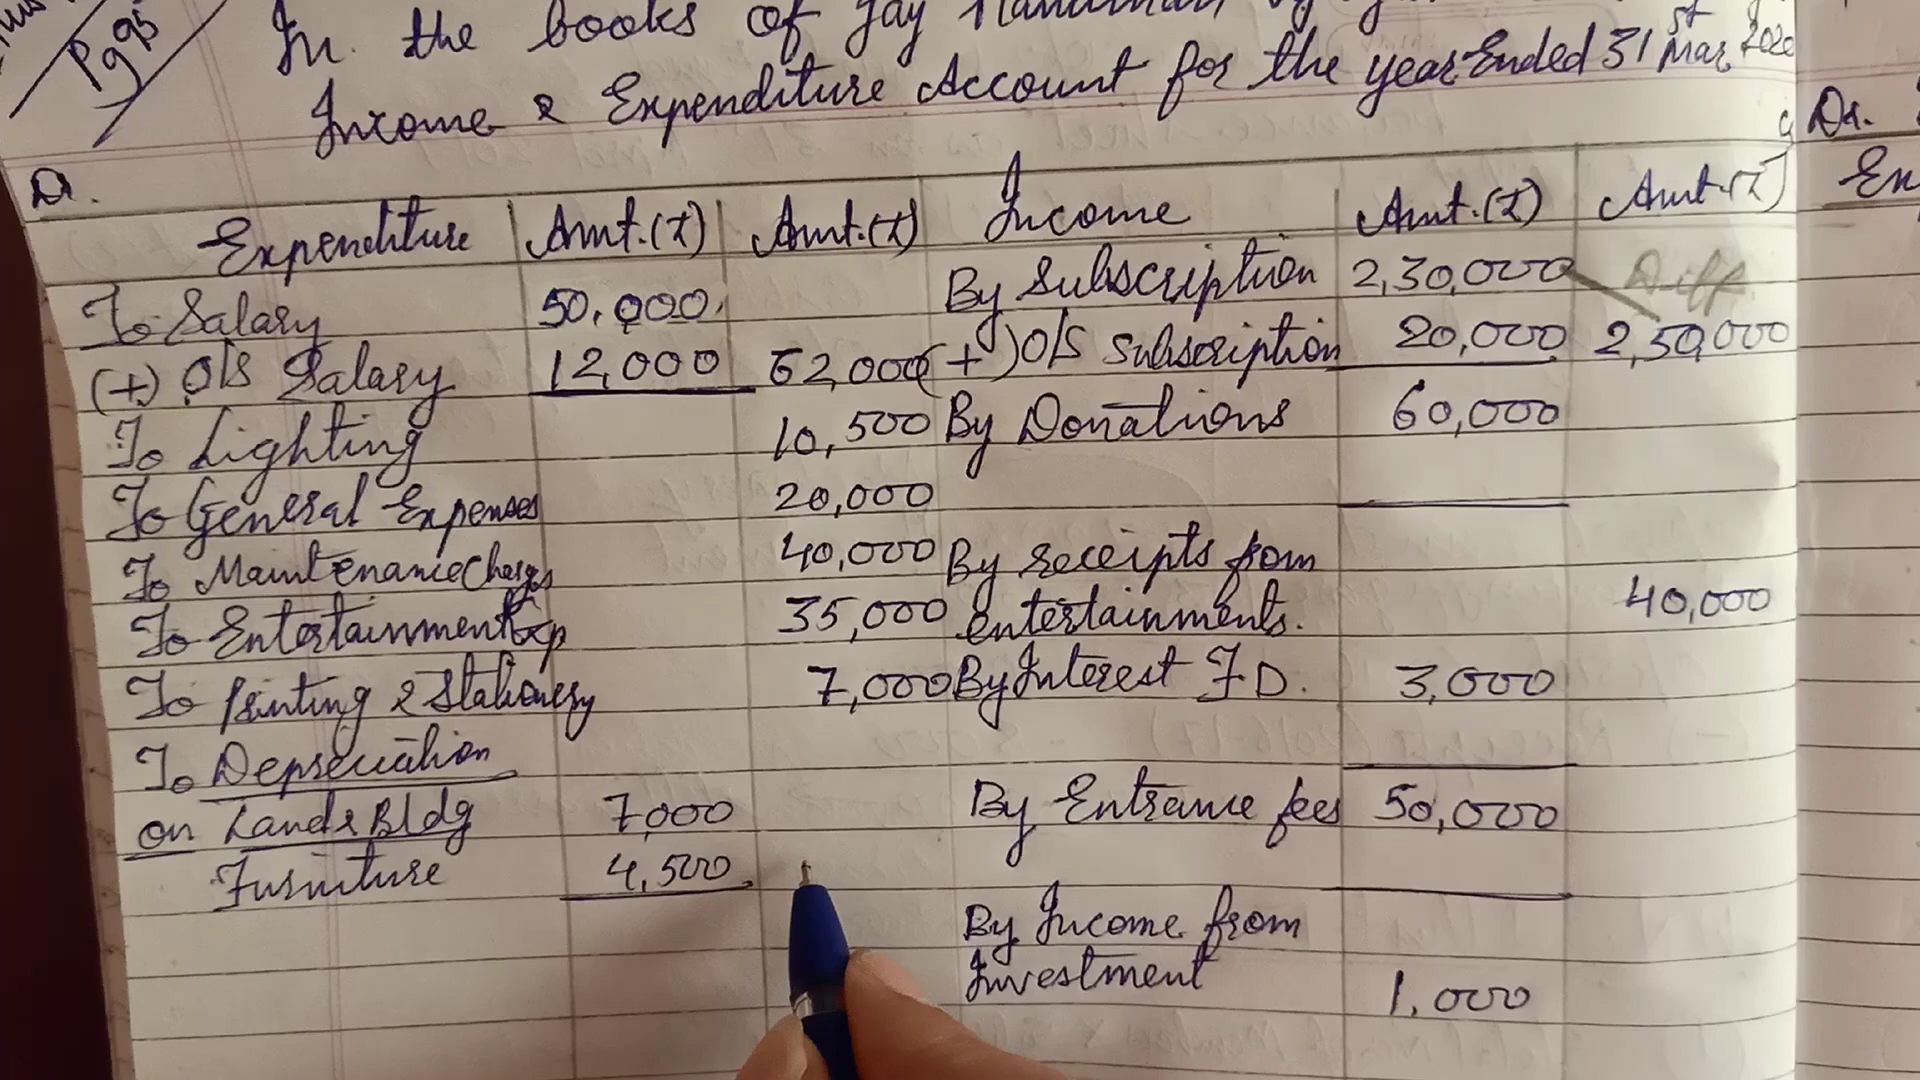 Pg 95
In the books of Jay
Income & Expenditure Account for the year Ended 31st Mar 2020
Dr.
Expenditure Amt.(₹) Amt.(₹) Income Amt.(₹) Amt.(₹)
To Salary 50,000 By Subscription 2,30,000 Diff
(+) O/S Salary 12,000 62,000 (+) O/S Subscription 20,000 2,50,000
To Lighting 10,500 By Donations 60,000
To General Expenses 20,000
To Maintenance Charges 40,000 By receipts from
To Entertainment Exp 35,000 entertainments. 40,000
To Printing & Stationery 7,000 By Interest F.D. 3,000
To Depreciation
on Land & Bldg 7,000 By Entrance fees 50,000
Furniture 4,500
By Income from
Investment 1,000
Dr.